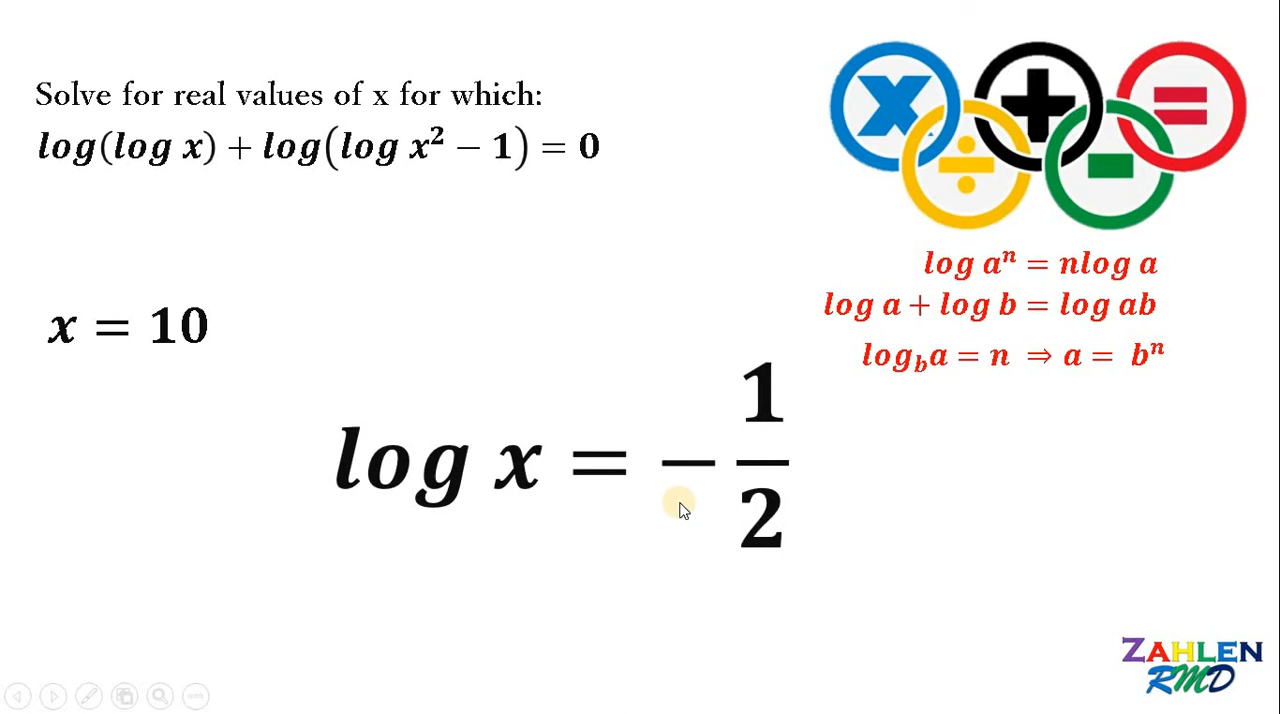 Solve for real values of x for which:
log(log x) + log(log x² − 1) = 0
x = 10
log x = − 1/2
log aⁿ = nlog a
log a + log b = log ab
log_b a = n ⇒ a = bⁿ
ZAHLEN
RMD